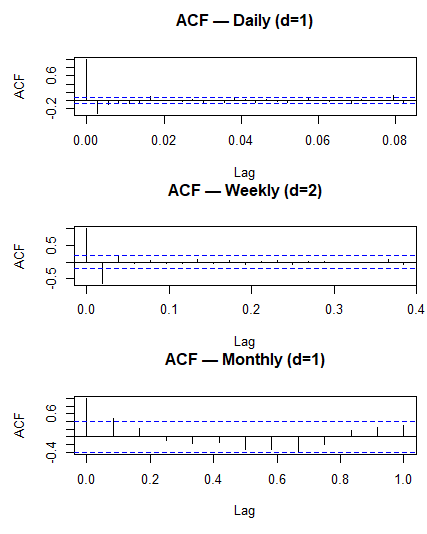 ACF — Daily (d=1)
ACF
0.6
-0.2
0.00 0.02 0.04 0.06 0.08
Lag
ACF — Weekly (d=2)
ACF
0.5
-0.5
0.0 0.1 0.2 0.3 0.4
Lag
ACF — Monthly (d=1)
ACF
0.6
-0.4
0.0 0.2 0.4 0.6 0.8 1.0
Lag